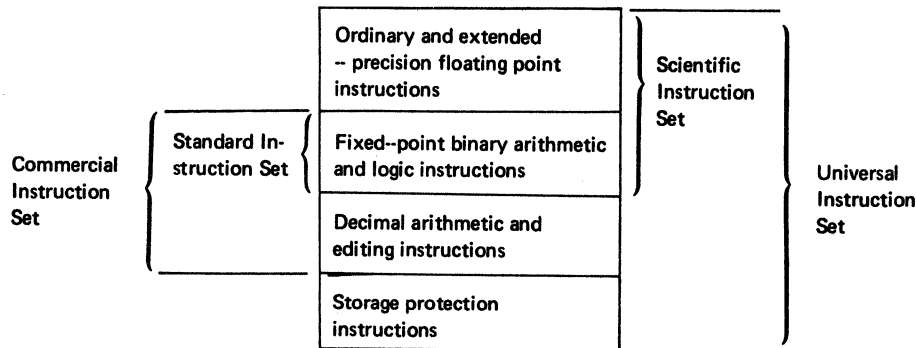 Ordinary and extended
-- precision floating point
instructions
Scientific
Instruction
Set
Standard In-
struction Set
Fixed--point binary arithmetic
and logic instructions
Commercial
Instruction
Set
Universal
Instruction
Set
Decimal arithmetic and
editing instructions
Storage protection
instructions